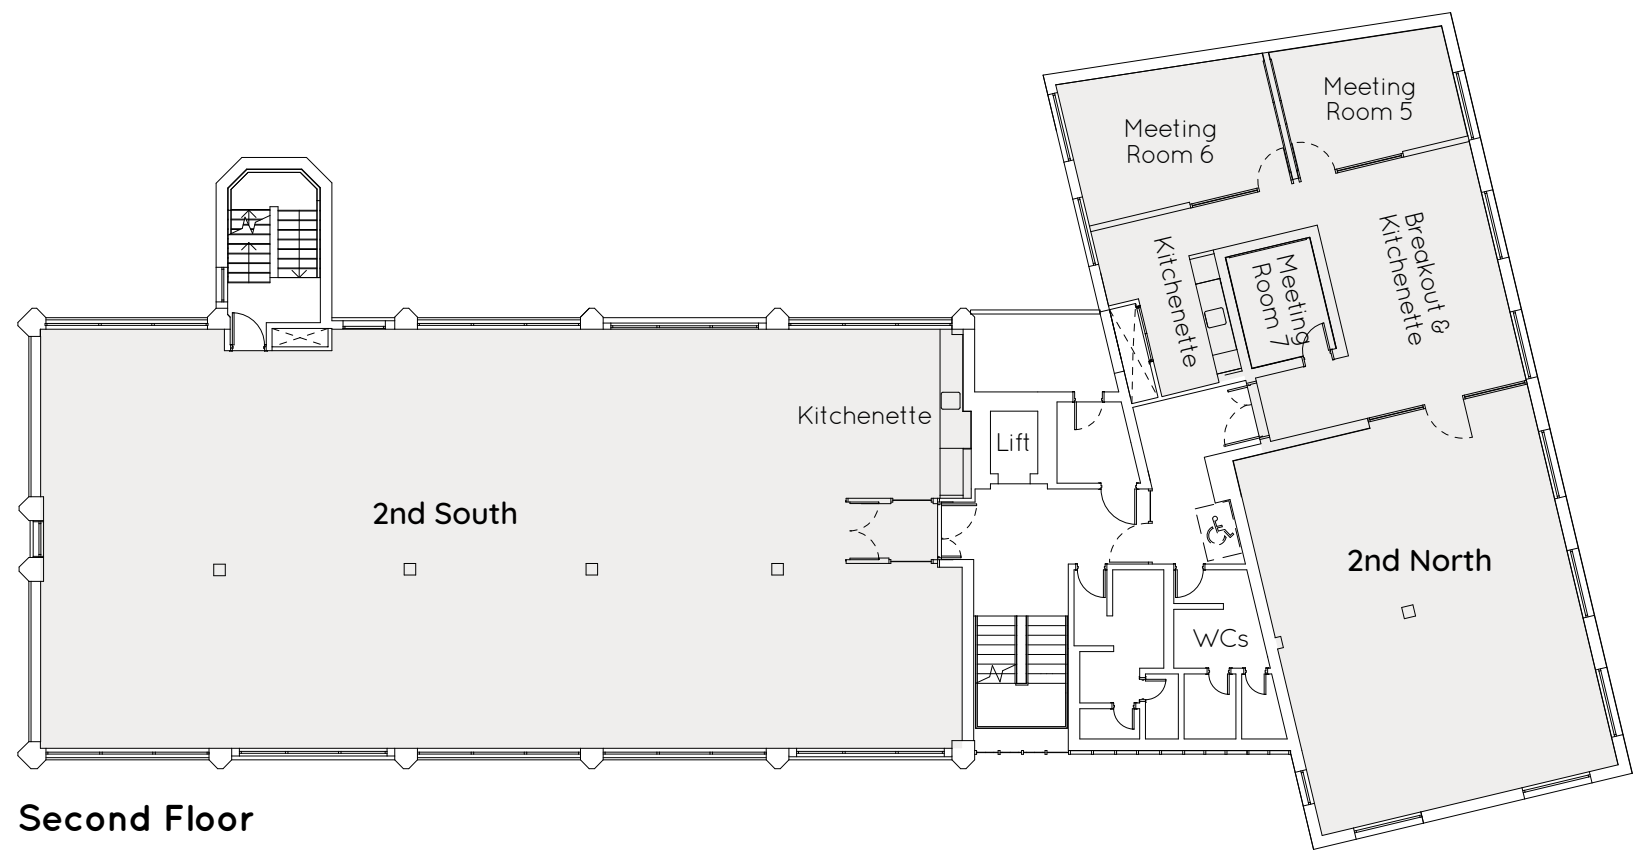 Meeting
Room 5
Meeting
Room 6
Breakout &
Kitchenette
Kitchenette
Meeting
Room 7
Kitchenette
Lift
2nd South
2nd North
WCs
Second Floor